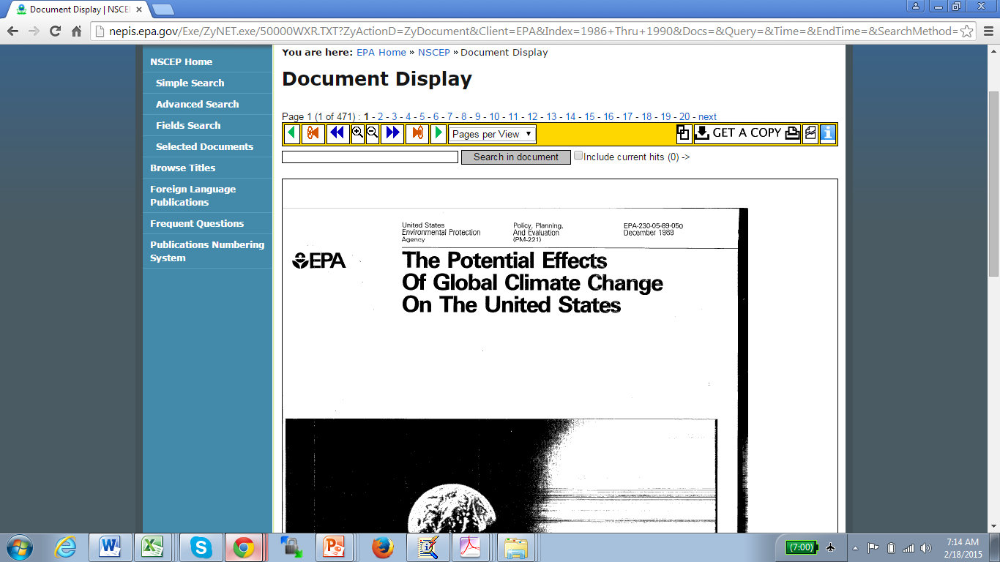 Document Display | NSCEI
nepis.epa.gov/Exe/ZyNET.exe/50000WXR.TXT?ZyActionD=ZyDocument&Client=EPA&Index=1986+Thru+1990&Docs=&Query=&Time=&EndTime=&SearchMethod=
NSCEP Home
Simple Search
Advanced Search
Fields Search
Selected Documents
Browse Titles
Foreign Language
Publications
Frequent Questions
Publications Numbering
System
You are here: EPA Home » NSCEP » Document Display
Document Display
Page 1 (1 of 471) : 1 - 2 - 3 - 4 - 5 - 6 - 7 - 8 - 9 - 10 - 11 - 12 - 13 - 14 - 15 - 16 - 17 - 18 - 19 - 20 - next
Pages per View
GET A COPY
Search in document
Include current hits (0) ->
United States
Environmental Protection
Agency
Policy, Planning,
And Evaluation
(PM-221)
EPA-230-05-89-050
December 1989
EPA
The Potential Effects
Of Global Climate Change
On The United States
(7:00)
7:14 AM
2/18/2015